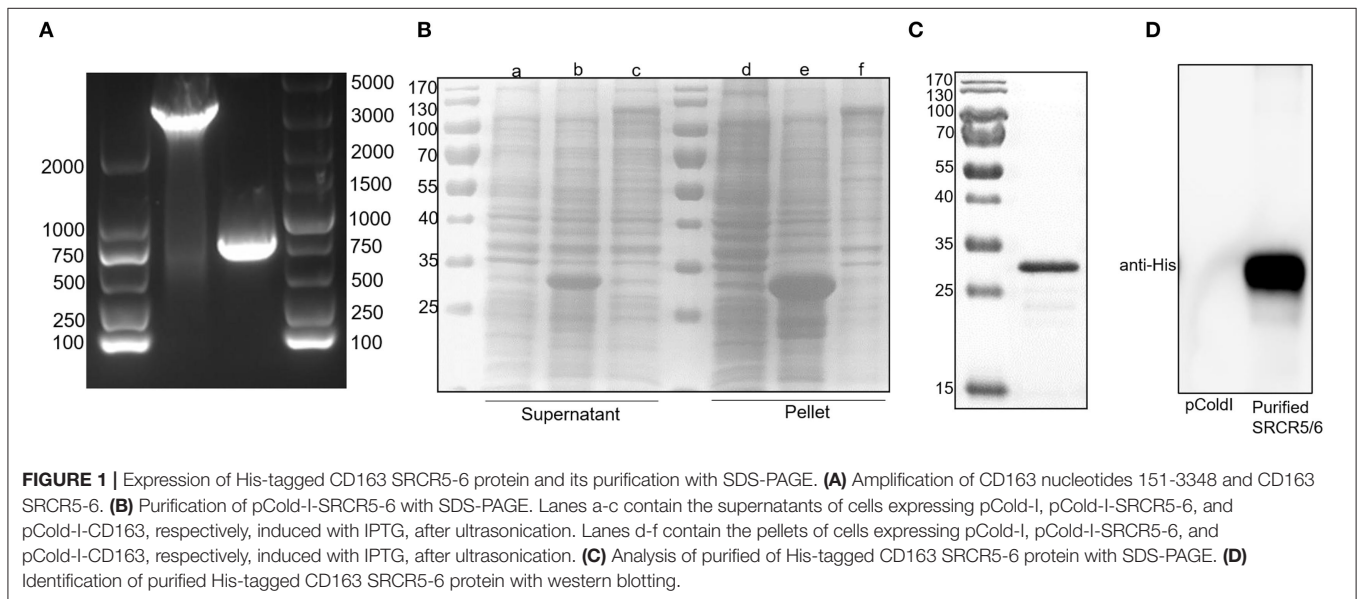 A
B
C
D
2000
1000
750
500
250
100
5000
3000
2000
1500
1000
750
500
250
100
a b c d e f
170
130
100
70
55
40
35
25
Supernatant Pellet
170
130
100
70
55
40
35
25
15
anti-His
pColdI Purified
SRCR5/6
FIGURE 1 | Expression of His-tagged CD163 SRCR5-6 protein and its purification with SDS-PAGE. (A) Amplification of CD163 nucleotides 151-3348 and CD163
SRCR5-6. (B) Purification of pCold-I-SRCR5-6 with SDS-PAGE. Lanes a-c contain the supernatants of cells expressing pCold-I, pCold-I-SRCR5-6, and
pCold-I-CD163, respectively, induced with IPTG, after ultrasonication. Lanes d-f contain the pellets of cells expressing pCold-I, pCold-I-SRCR5-6, and
pCold-I-CD163, respectively, induced with IPTG, after ultrasonication. (C) Analysis of purified of His-tagged CD163 SRCR5-6 protein with SDS-PAGE. (D)
Identification of purified His-tagged CD163 SRCR5-6 protein with western blotting.